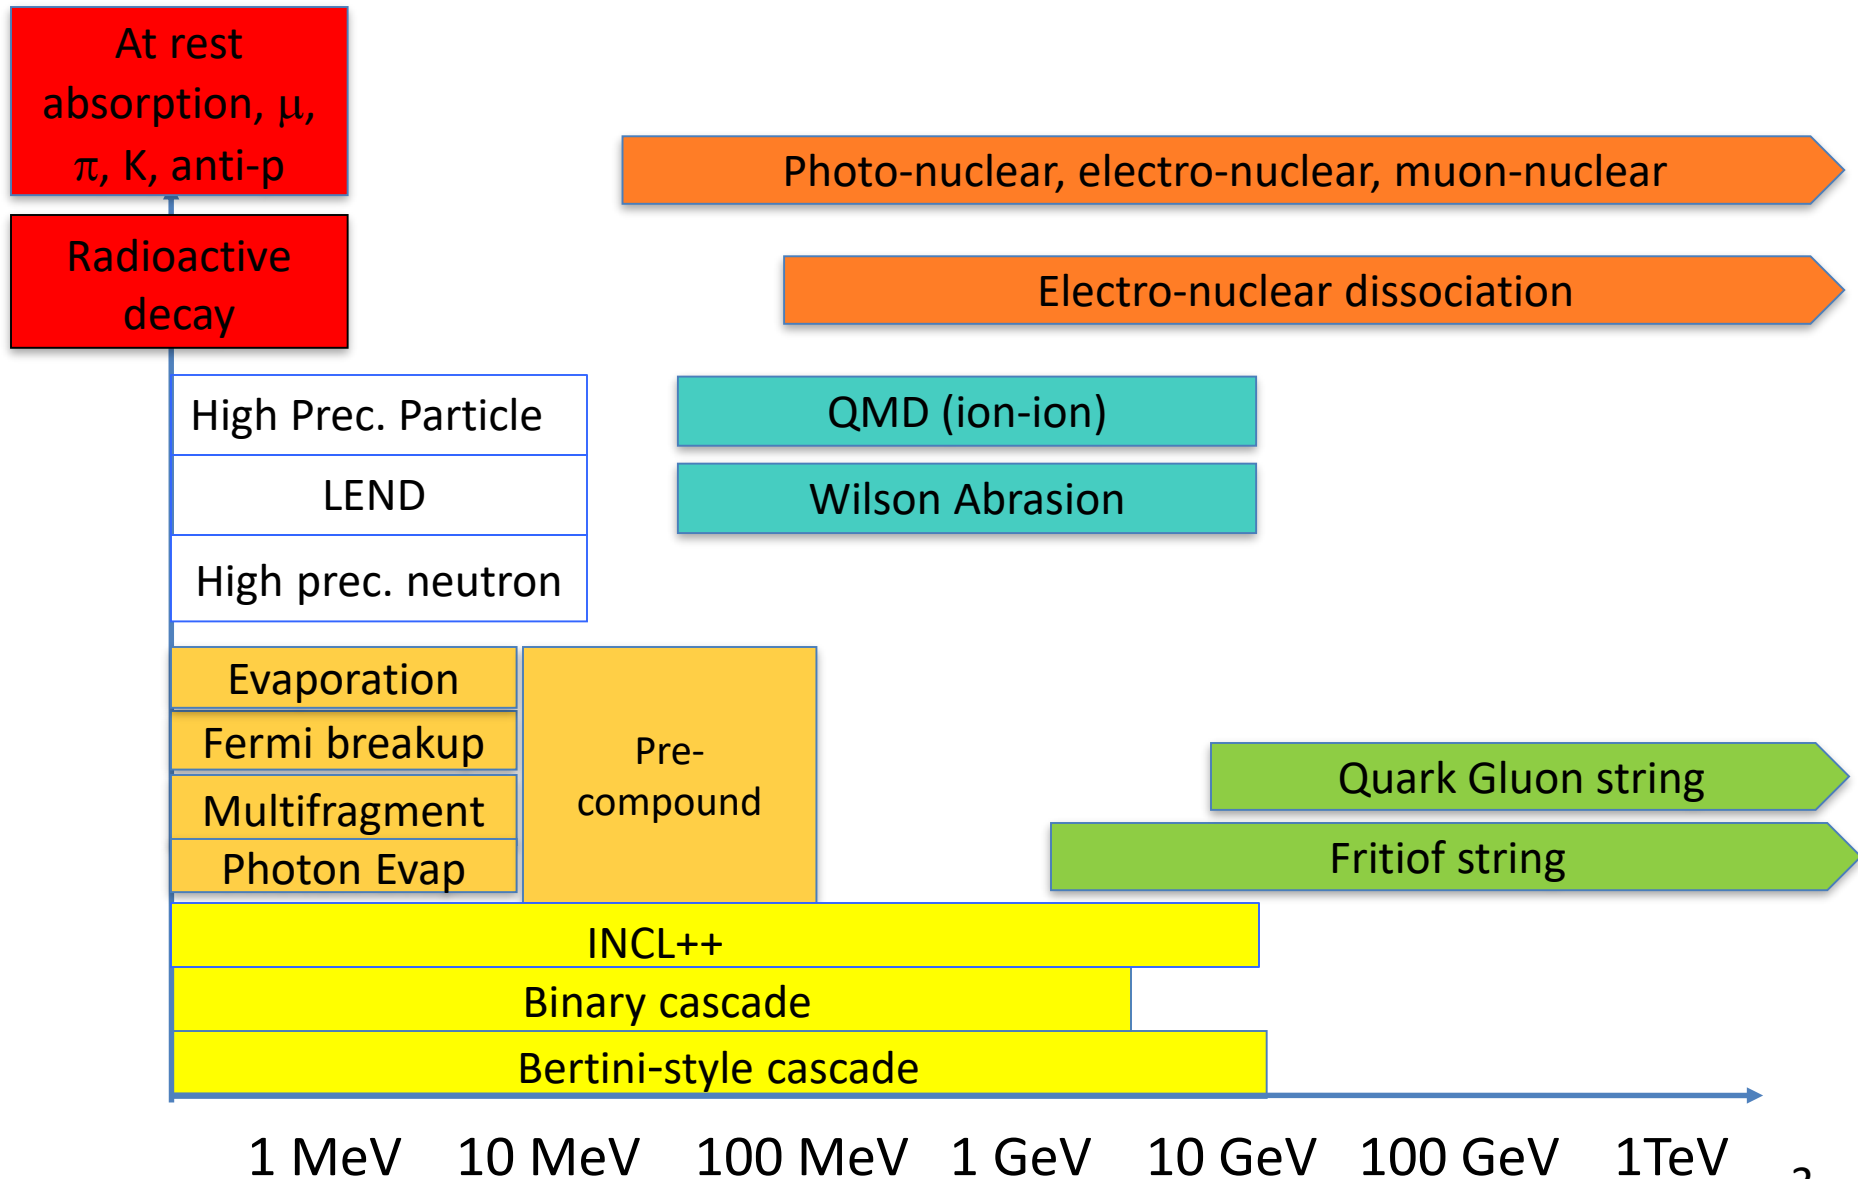 At rest
absorption, μ,
π, K, anti-p
Photo-nuclear, electro-nuclear, muon-nuclear
Radioactive
decay
Electro-nuclear dissociation
High Prec. Particle
QMD (ion-ion)
LEND
Wilson Abrasion
High prec. neutron
Evaporation
Fermi breakup
Multifragment
Photon Evap
Pre-
compound
Quark Gluon string
Fritiof string
INCL++
Binary cascade
Bertini-style cascade
1 MeV 10 MeV 100 MeV 1 GeV 10 GeV 100 GeV 1TeV